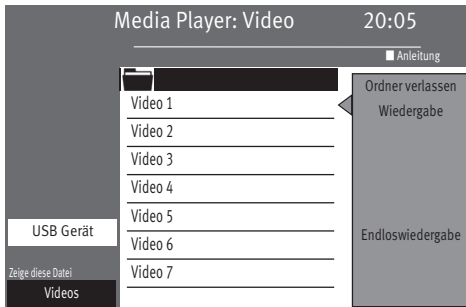 Media Player: Video 20:05
Anleitung
Ordner verlassen
Video 1
Wiedergabe
Video 2
Video 3
Video 4
Video 5
USB Gerät
Endloswiedergabe
Video 6
Zeige diese Datei
Video 7
Videos